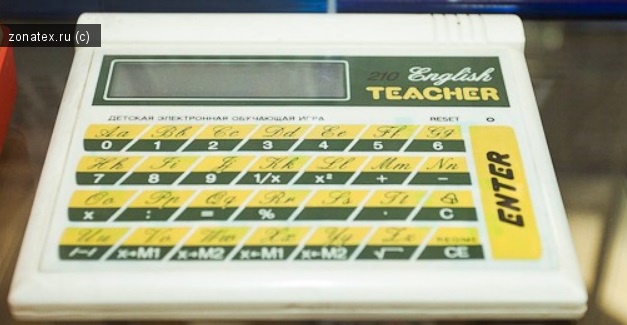 zonatex.ru (c)
210 English
TEACHER
ДЕТСКАЯ ЭЛЕКТРОННАЯ ОБУЧАЮЩАЯ ИГРА RESET
Aa Bb Cc Dd Ee Ff Gg
0 1 2 3 4 5 6
Hh Ii Jj Kk Ll Mm Nn
7 8 9 1/x x² + −
ENTER
Oo Pp Qq Rr Ss Tt
x : = % · C
Uu Vv Ww Xx Yy Zz REGIME
/-/ x→M1 x→M2 x←M1 x←M2 √ CE